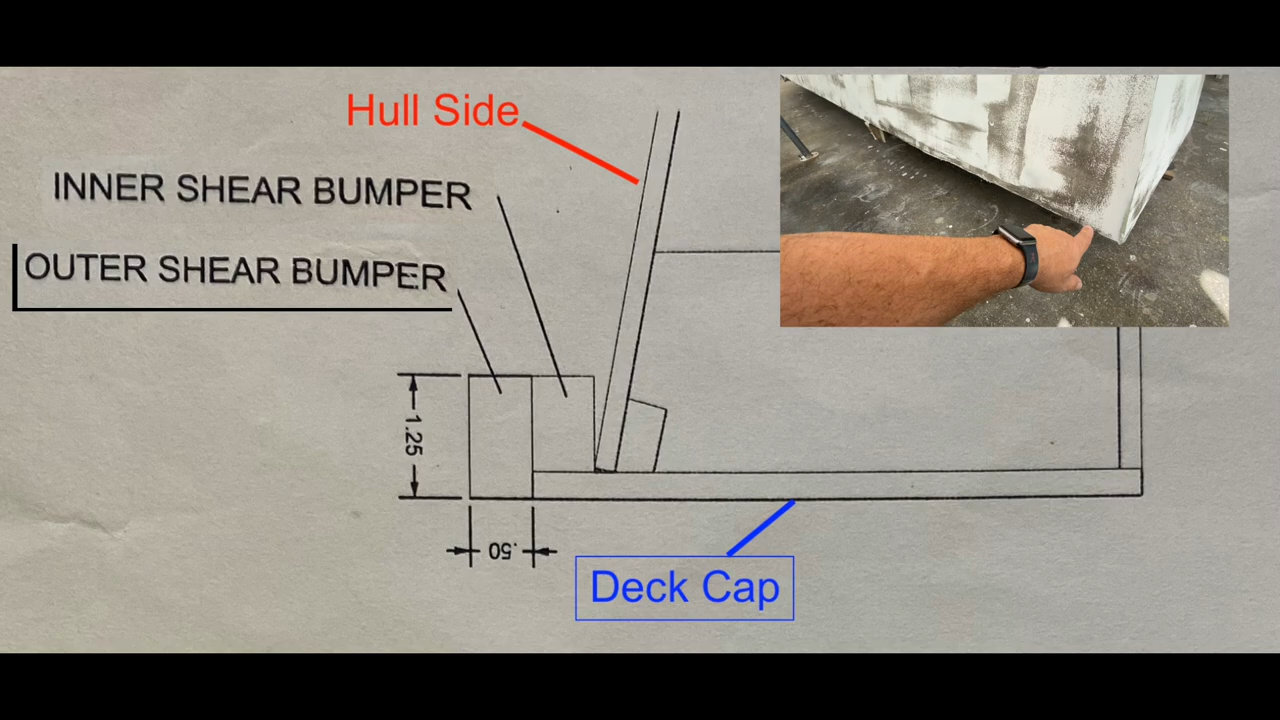 Hull Side
INNER SHEAR BUMPER
OUTER SHEAR BUMPER
1.25
.50
Deck Cap